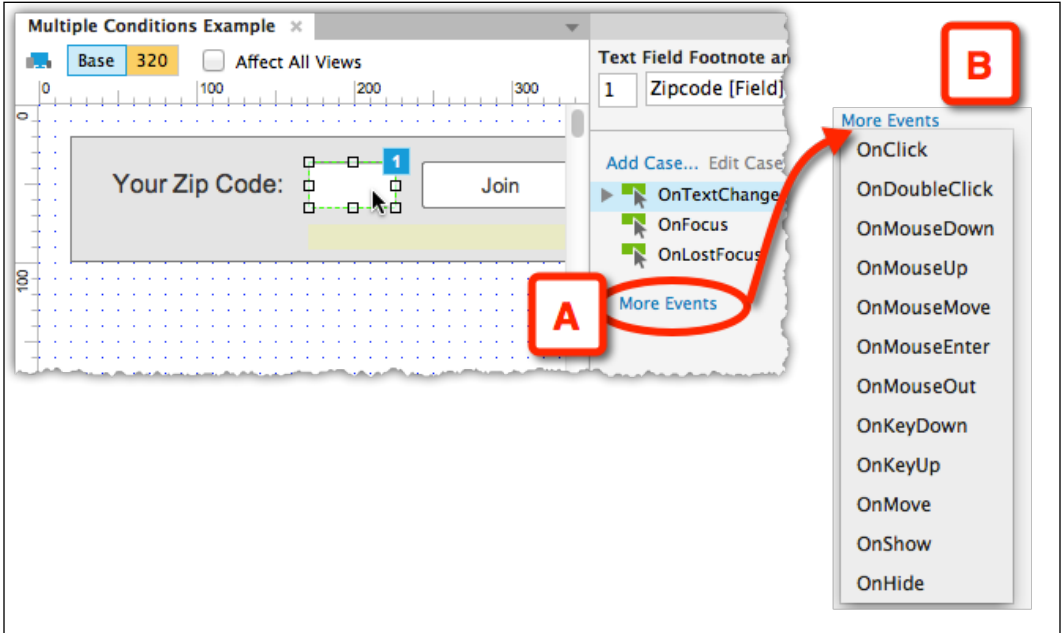 Multiple Conditions Example ×
Base 320 Affect All Views
0 100 200 300
0
Your Zip Code: 1 Join
100
Text Field Footnote an
1 Zipcode [Field]
Add Case... Edit Case
OnTextChange
OnFocus
OnLostFocus
More Events
A
B
More Events
OnClick
OnDoubleClick
OnMouseDown
OnMouseUp
OnMouseMove
OnMouseEnter
OnMouseOut
OnKeyDown
OnKeyUp
OnMove
OnShow
OnHide